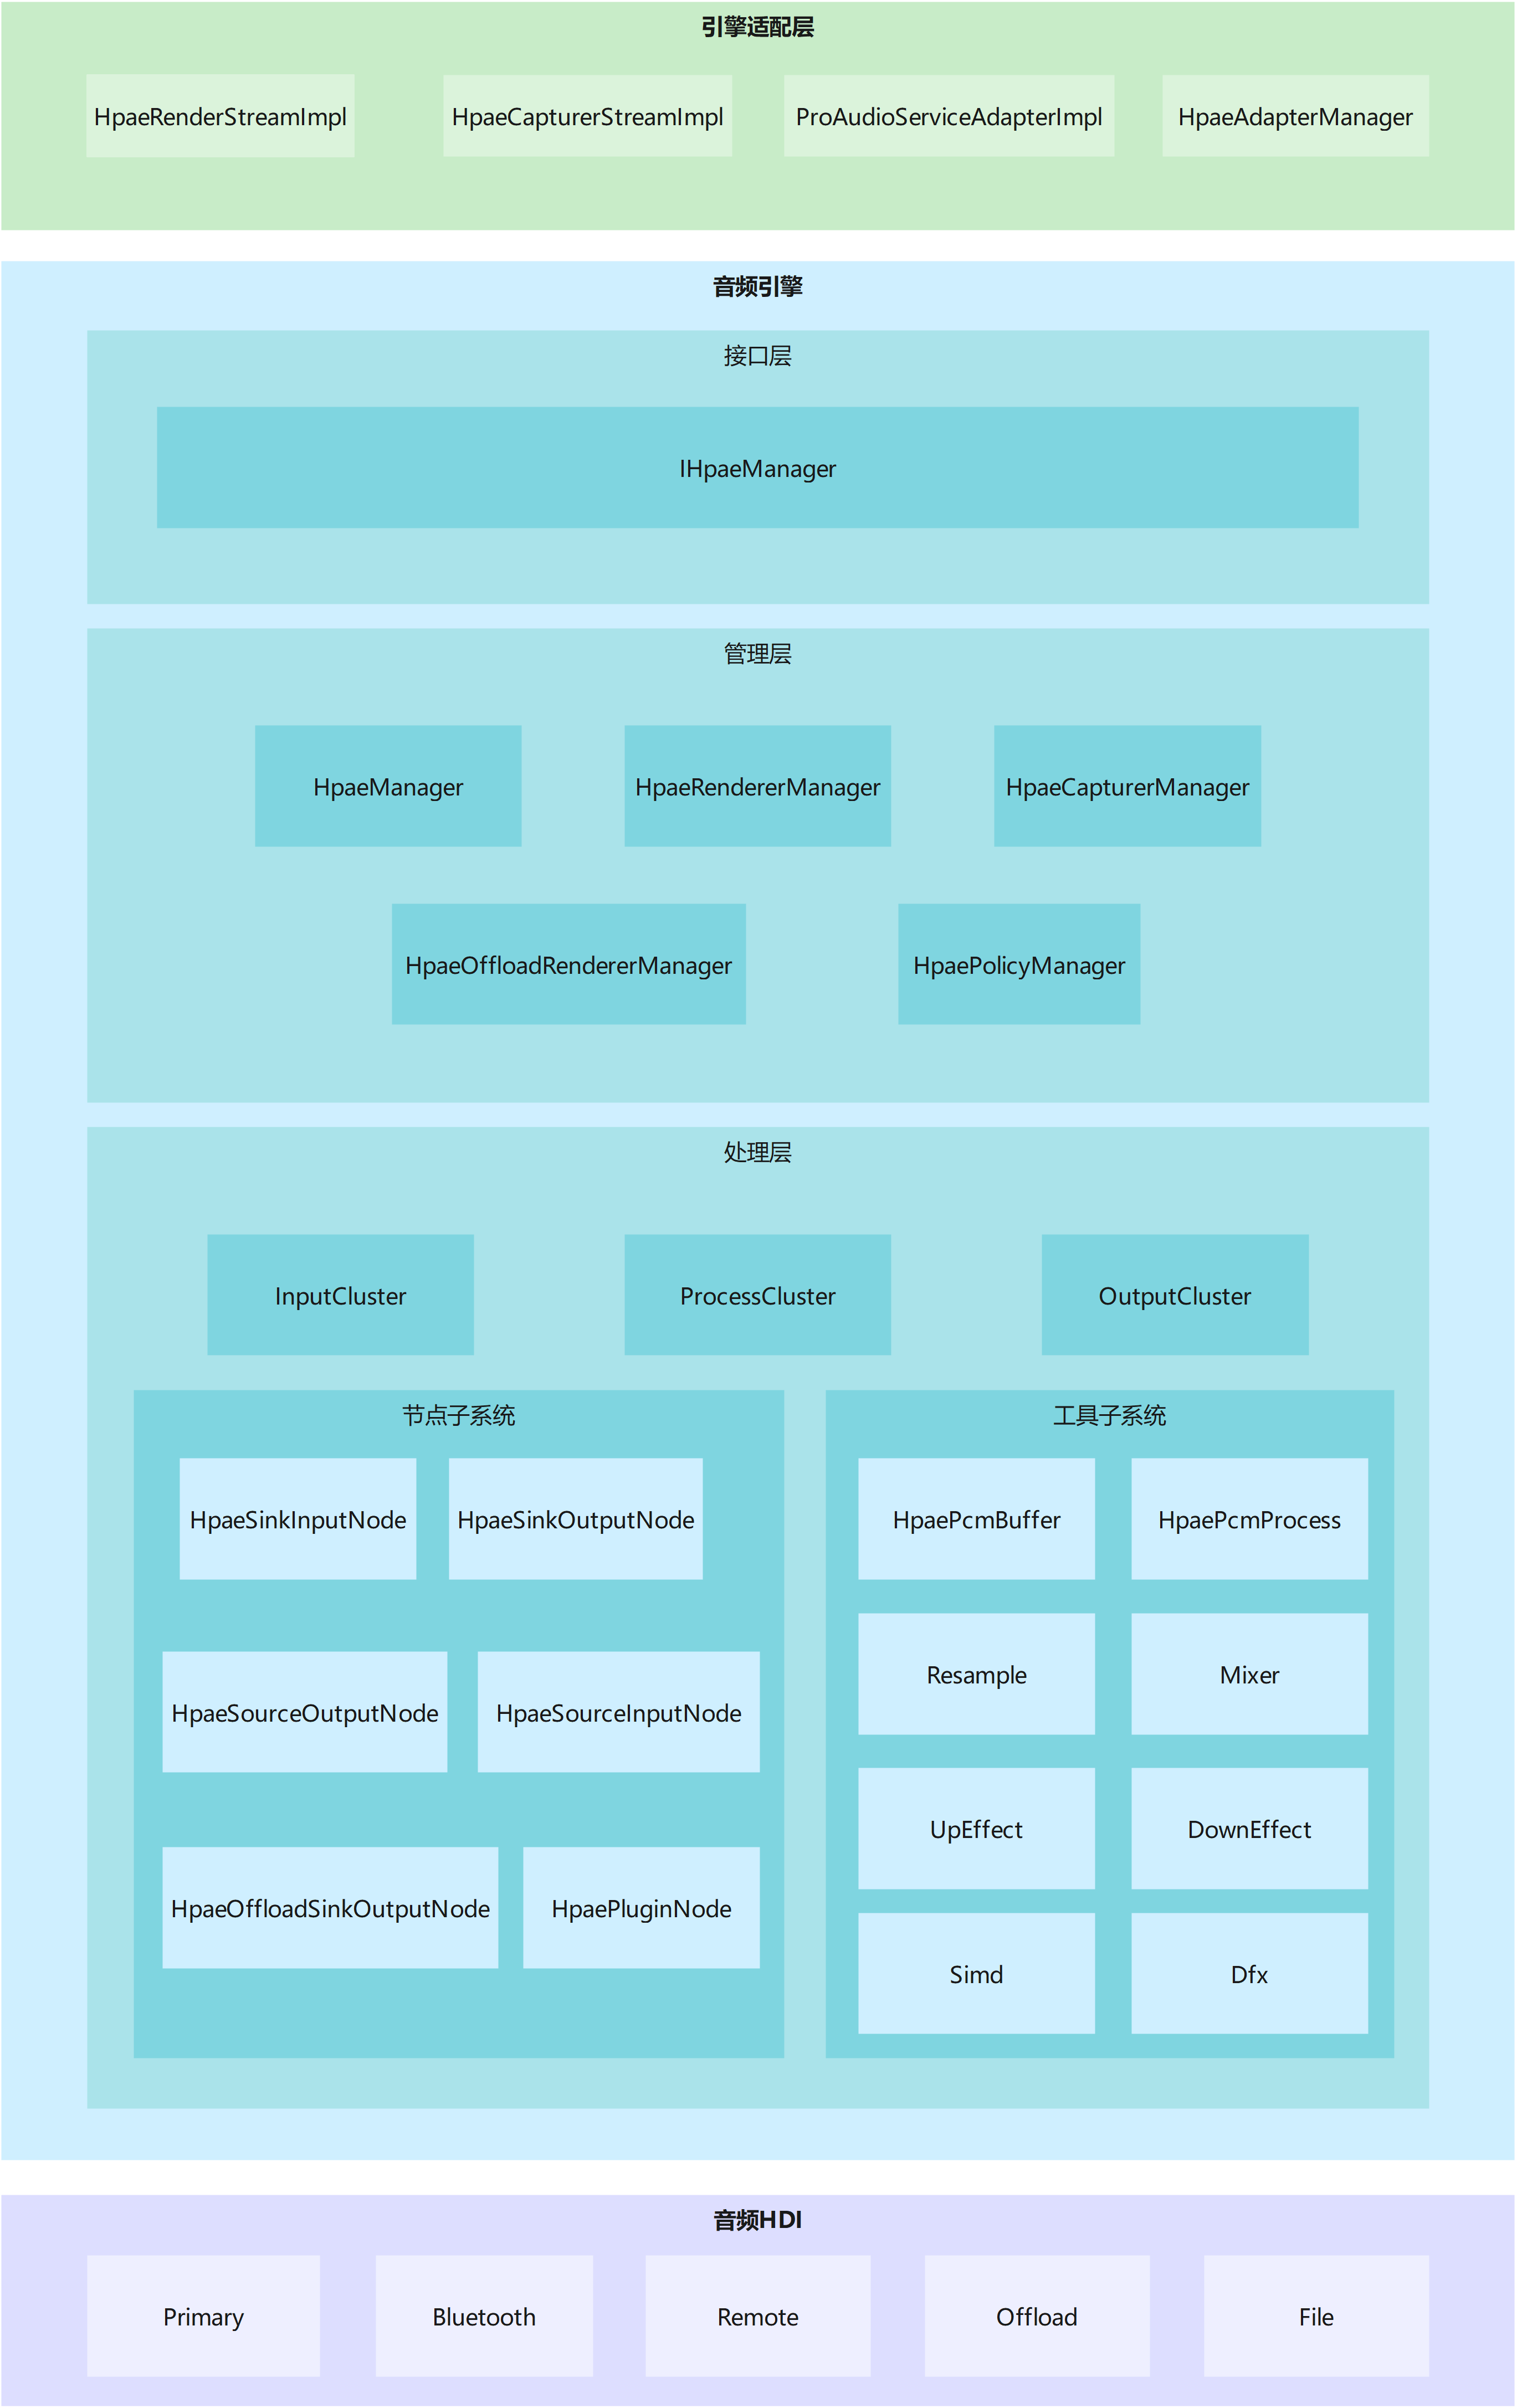 引擎适配层
HpaeRenderStreamImpl
HpaeCapturerStreamImpl
ProAudioServiceAdapterImpl
HpaeAdapterManager
音频引擎
接口层
IHpaeManager
管理层
HpaeManager
HpaeRendererManager
HpaeCapturerManager
HpaeOffloadRendererManager
HpaePolicyManager
处理层
InputCluster
ProcessCluster
OutputCluster
节点子系统
HpaeSinkInputNode
HpaeSinkOutputNode
HpaeSourceOutputNode
HpaeSourceInputNode
HpaeOffloadSinkOutputNode
HpaePluginNode
工具子系统
HpaePcmBuffer
HpaePcmProcess
Resample
Mixer
UpEffect
DownEffect
Simd
Dfx
音频HDI
Primary
Bluetooth
Remote
Offload
File